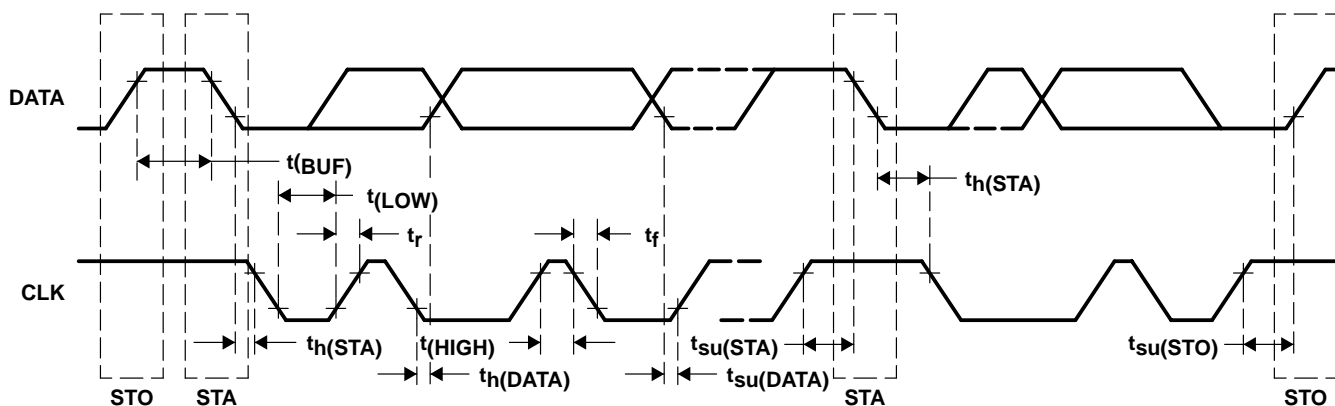 DATA
t(BUF)
t(LOW)
th(STA)
tr
tf
CLK
th(STA)
t(HIGH)
tsu(STA)
tsu(STO)
th(DATA)
tsu(DATA)
STO
STA
STA
STO